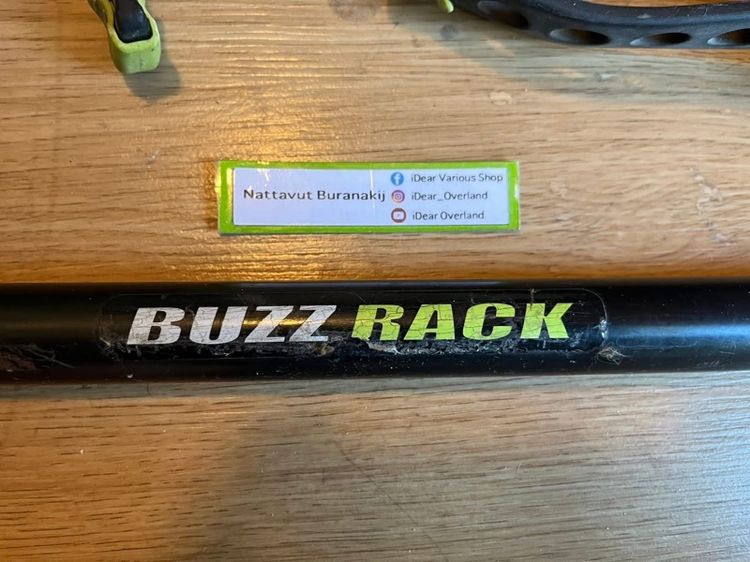 Nattavut Buranakij
iDear Various Shop
iDear_Overland
iDear Overland
BUZZ RACK